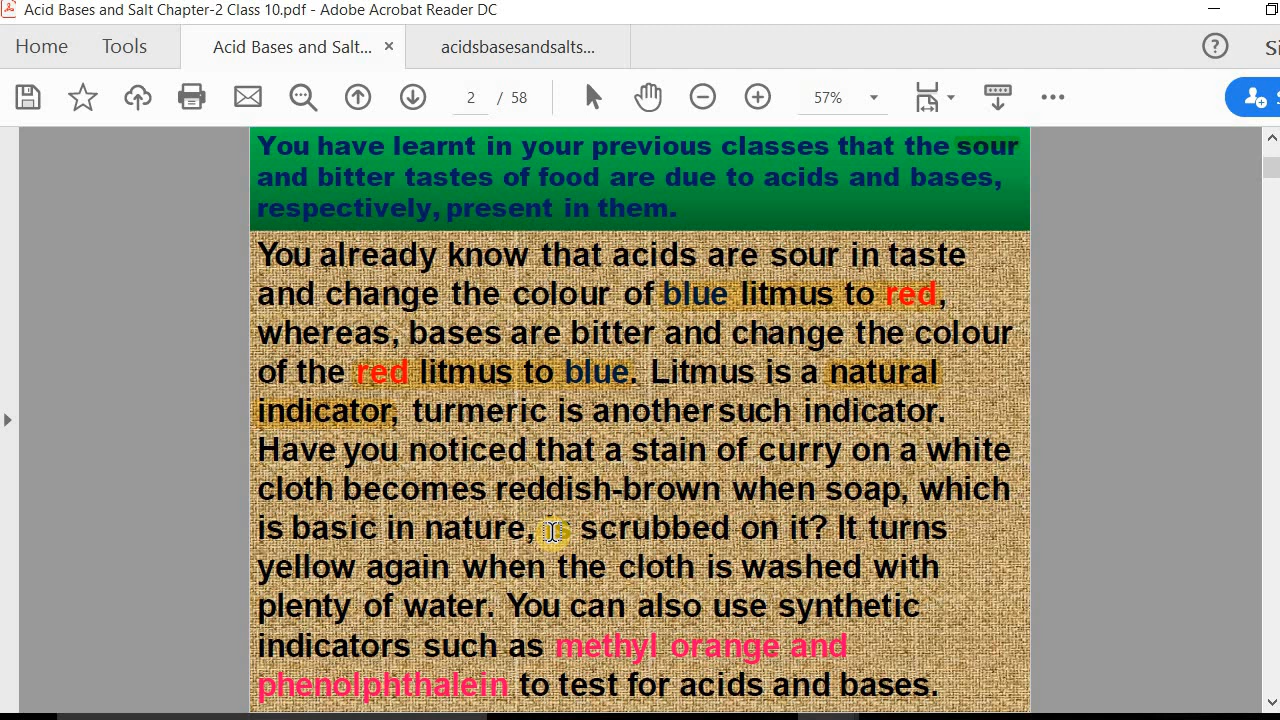 Acid Bases and Salt Chapter-2 Class 10.pdf - Adobe Acrobat Reader DC
Home Tools Acid Bases and Salt... × acidsbasesandsalts... ?
2 / 58 57%
You have learnt in your previous classes that the sour
and bitter tastes of food are due to acids and bases,
respectively, present in them.
You already know that acids are sour in taste
and change the colour of blue litmus to red,
whereas, bases are bitter and change the colour
of the red litmus to blue. Litmus is a natural
indicator, turmeric is another such indicator.
Have you noticed that a stain of curry on a white
cloth becomes reddish-brown when soap, which
is basic in nature, scrubbed on it? It turns
yellow again when the cloth is washed with
plenty of water. You can also use synthetic
indicators such as methyl orange and
phenolphthalein to test for acids and bases.